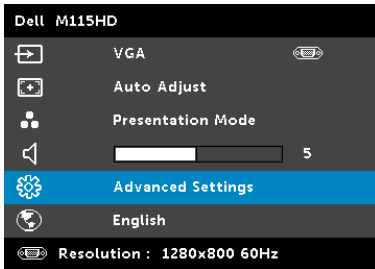 Dell M115HD
VGA
Auto Adjust
Presentation Mode
5
Advanced Settings
English
Resolution : 1280x800 60Hz